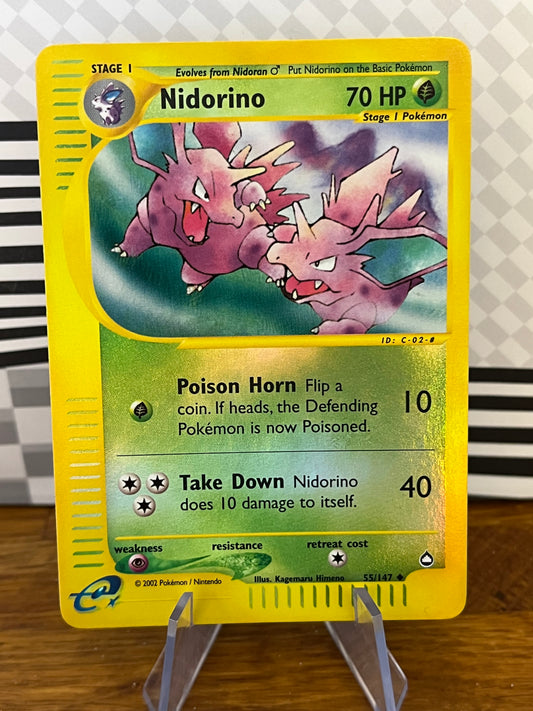 STAGE 1
Evolves from Nidoran ♂ Put Nidorino on the Basic Pokémon
Nidorino 70 HP
Stage 1 Pokémon
ID: C-02-#
Poison Horn Flip a
coin. If heads, the Defending
Pokémon is now Poisoned.
10
Take Down Nidorino
does 10 damage to itself.
40
weakness resistance retreat cost
© 2002 Pokémon / Nintendo
Illus. Kagemaru Himeno
55/147 ◆
e